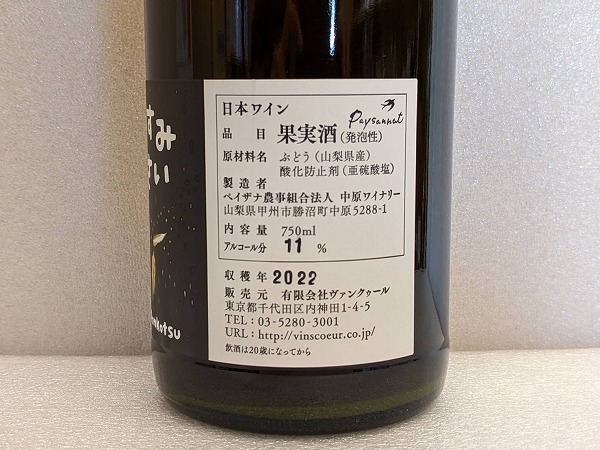 すみ
さい
otsu
日本ワイン
Paysannat
品目 果実酒(発泡性)
原材料名 ぶどう(山梨県産)
酸化防止剤(亜硫酸塩)
製造者
ペイザナ農事組合法人 中原ワイナリー
山梨県甲州市勝沼町中原5288-1
内容量 750ml
アルコール分 11 %
収穫年 2022
販売元 有限会社ヴァンクゥール
東京都千代田区内神田1-4-5
TEL : 03-5280-3001
URL : http://vinscoeur.co.jp/
飲酒は20歳になってから